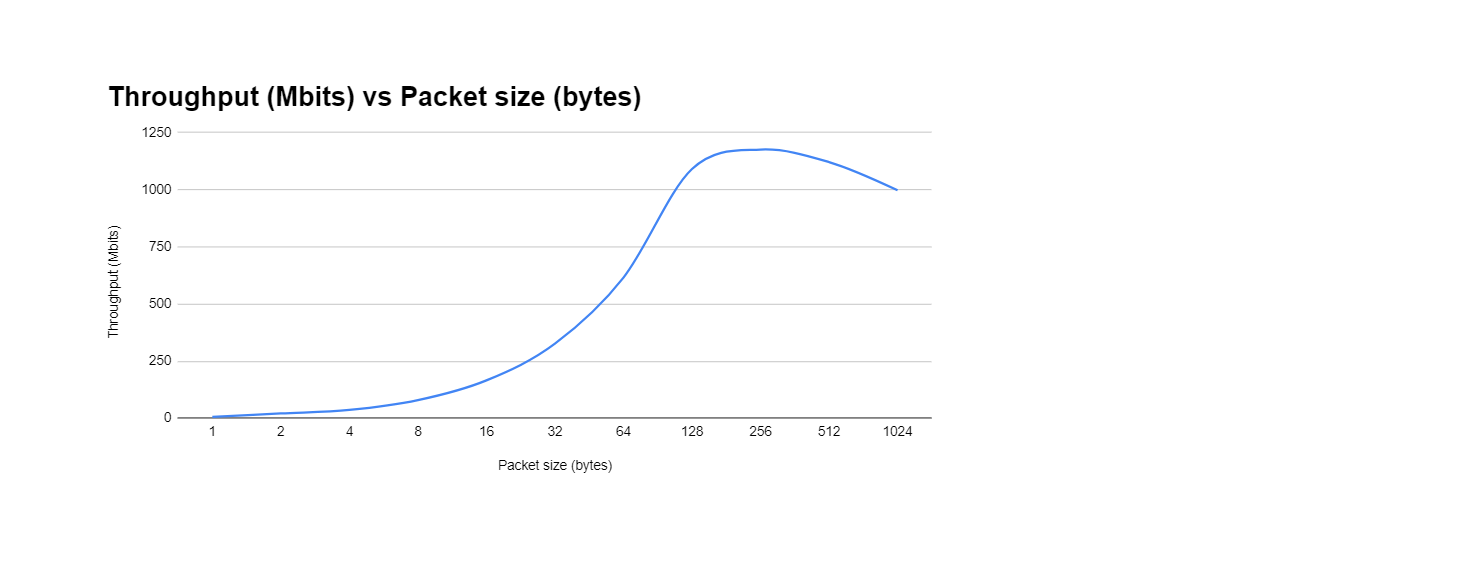 Throughput (Mbits) vs Packet size (bytes)
1250
1000
750
500
250
0
Throughput (Mbits)
1 2 4 8 16 32 64 128 256 512 1024
Packet size (bytes)